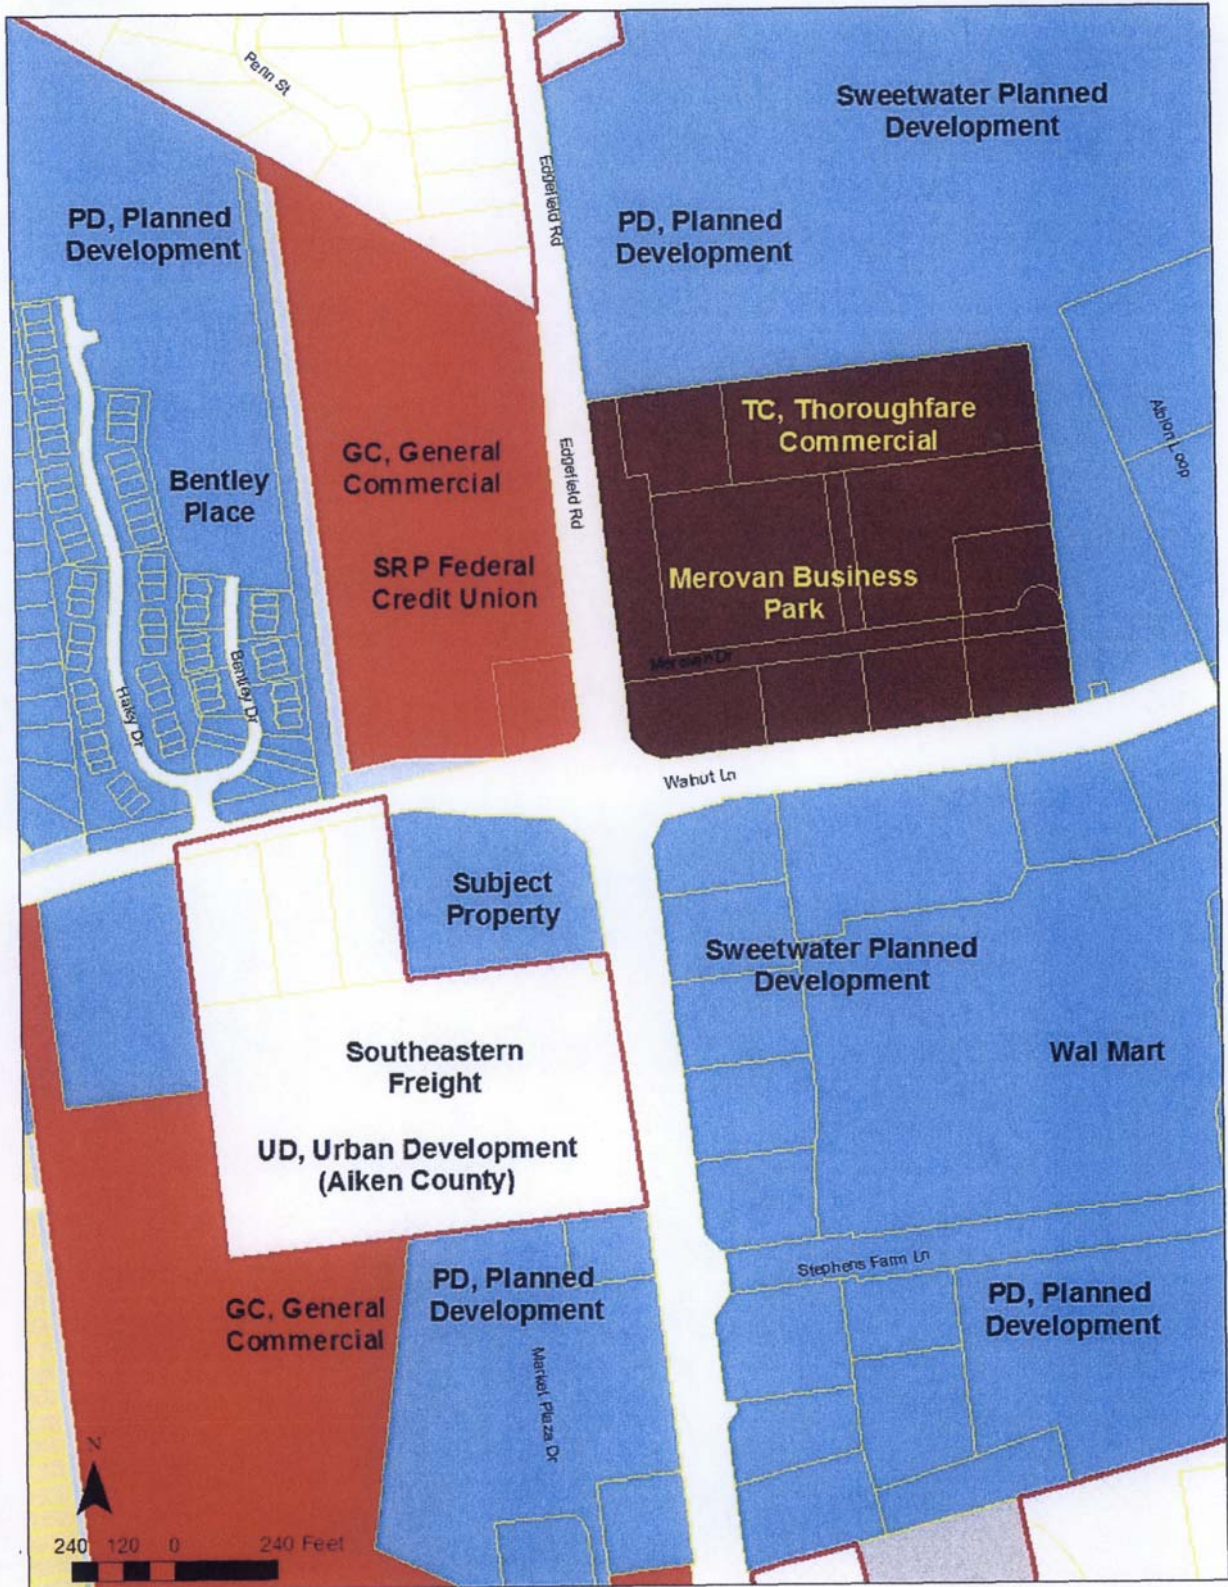 Penn St
Sweetwater Planned
Development
Edgefield Rd
PD, Planned
Development
PD, Planned
Development
TC, Thoroughfare
Commercial
Albion Loop
GC, General
Commercial
Edgefield Rd
Bentley
Place
SRP Federal
Credit Union
Merovan Business
Park
Merovan Dr
Bentley Dr
Haley Dr
Walnut Ln
Subject
Property
Sweetwater Planned
Development
Southeastern
Freight
Wal Mart
UD, Urban Development
(Aiken County)
Stephens Farm Ln
PD, Planned
Development
PD, Planned
Development
GC, General
Commercial
Market Plaza Dr
N
240 120 0 240 Feet